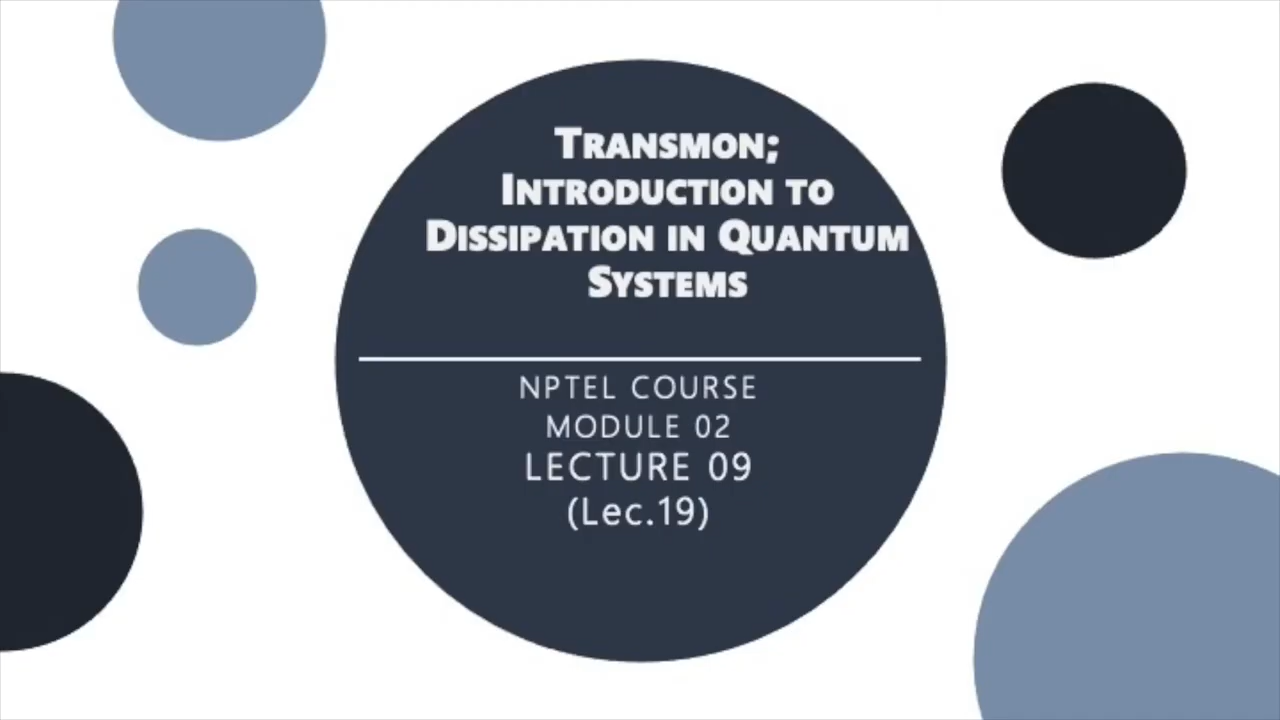 Transmon;
Introduction to
Dissipation in Quantum
Systems
NPTEL COURSE
MODULE 02
LECTURE 09
(Lec.19)